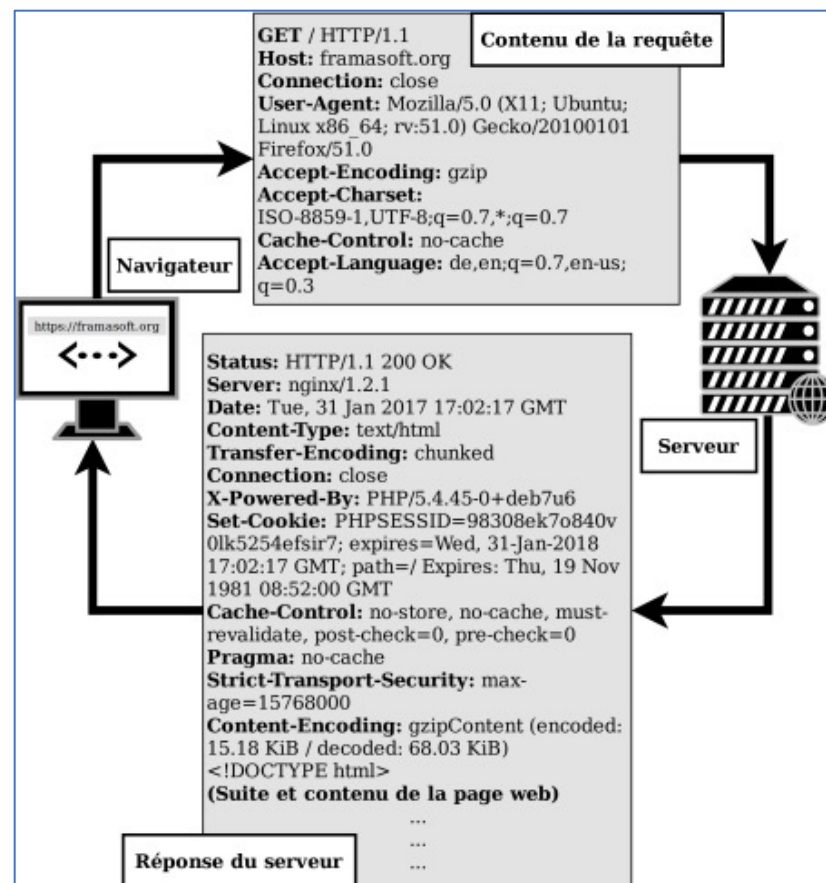 GET / HTTP/1.1
Host: framasoft.org
Connection: close
User-Agent: Mozilla/5.0 (X11; Ubuntu;
Linux x86_64; rv:51.0) Gecko/20100101
Firefox/51.0
Accept-Encoding: gzip
Accept-Charset:
ISO-8859-1,UTF-8;q=0.7,*;q=0.7
Cache-Control: no-cache
Accept-Language: de,en;q=0.7,en-us;
q=0.3
Contenu de la requête
Navigateur
https://framasoft.org
<--->
Serveur
Status: HTTP/1.1 200 OK
Server: nginx/1.2.1
Date: Tue, 31 Jan 2017 17:02:17 GMT
Content-Type: text/html
Transfer-Encoding: chunked
Connection: close
X-Powered-By: PHP/5.4.45-0+deb7u6
Set-Cookie: PHPSESSID=98308ek7o840v
0lk5254efsir7; expires=Wed, 31-Jan-2018
17:02:17 GMT; path=/ Expires: Thu, 19 Nov
1981 08:52:00 GMT
Cache-Control: no-store, no-cache, must-
revalidate, post-check=0, pre-check=0
Pragma: no-cache
Strict-Transport-Security: max-
age=15768000
Content-Encoding: gzipContent (encoded:
15.18 KiB / decoded: 68.03 KiB)
<!DOCTYPE html>
(Suite et contenu de la page web)
...
...
...
Réponse du serveur